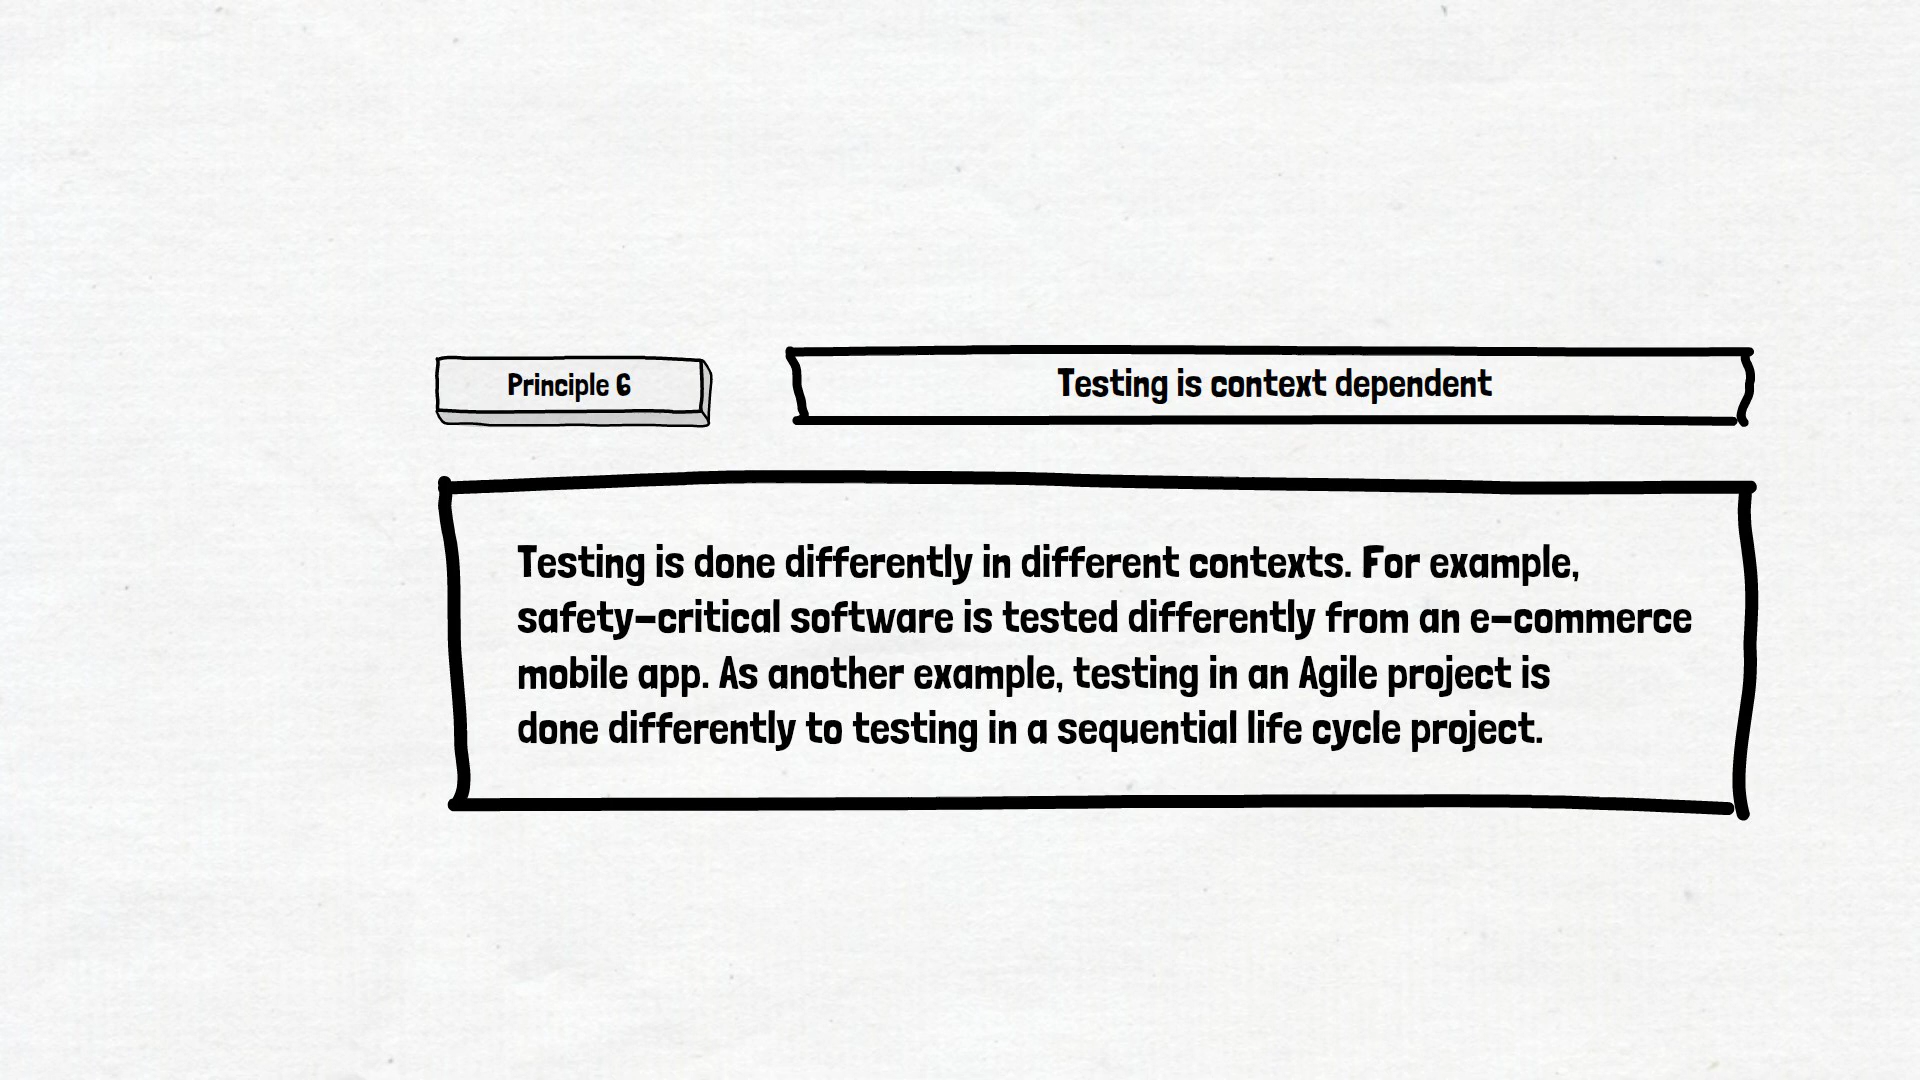 Principle 6
Testing is context dependent
Testing is done differently in different contexts. For example,
safety-critical software is tested differently from an e-commerce
mobile app. As another example, testing in an Agile project is
done differently to testing in a sequential life cycle project.